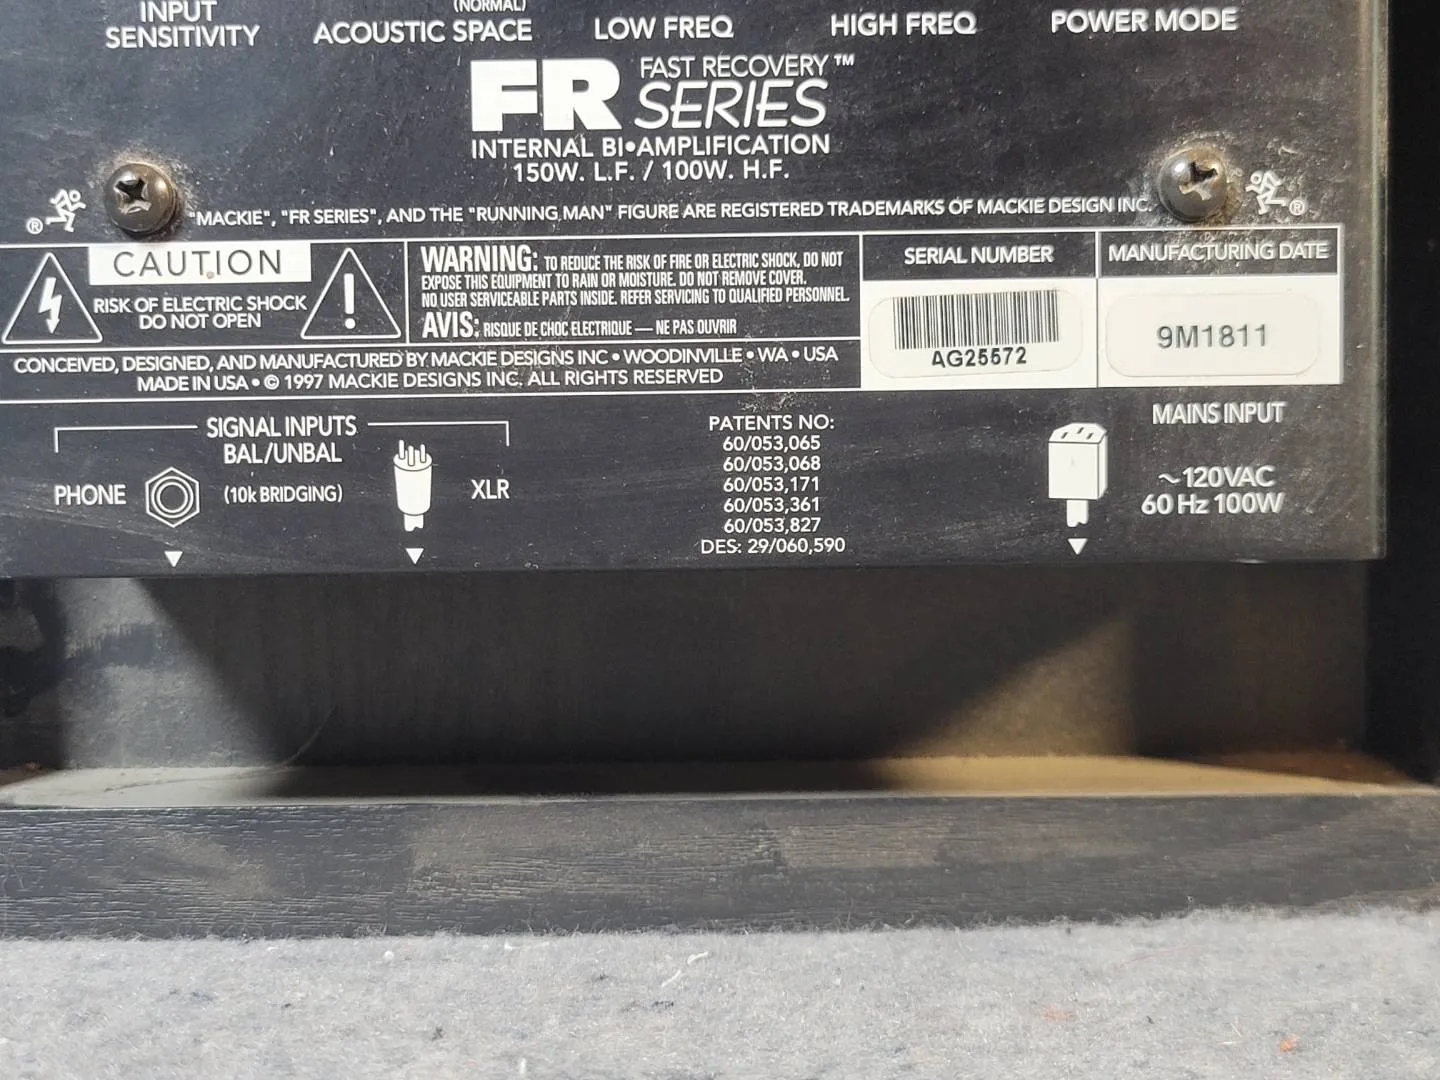 INPUT
SENSITIVITY
(NORMAL)
ACOUSTIC SPACE
LOW FREQ
HIGH FREQ
POWER MODE
FR FAST RECOVERY™
SERIES
INTERNAL BI•AMPLIFICATION
150W. L.F. / 100W. H.F.
® "MACKIE", "FR SERIES", AND THE "RUNNING MAN" FIGURE ARE REGISTERED TRADEMARKS OF MACKIE DESIGN INC. ®
CAUTION
RISK OF ELECTRIC SHOCK
DO NOT OPEN
WARNING: TO REDUCE THE RISK OF FIRE OR ELECTRIC SHOCK, DO NOT
EXPOSE THIS EQUIPMENT TO RAIN OR MOISTURE. DO NOT REMOVE COVER.
NO USER SERVICEABLE PARTS INSIDE. REFER SERVICING TO QUALIFIED PERSONNEL.
AVIS: RISQUE DE CHOC ELECTRIQUE — NE PAS OUVRIR
CONCEIVED, DESIGNED, AND MANUFACTURED BY MACKIE DESIGNS INC • WOODINVILLE • WA • USA
MADE IN USA • © 1997 MACKIE DESIGNS INC. ALL RIGHTS RESERVED
SERIAL NUMBER
AG25572
MANUFACTURING DATE
9M1811
SIGNAL INPUTS
BAL/UNBAL
PHONE
(10k BRIDGING)
XLR
PATENTS NO:
60/053,065
60/053,068
60/053,171
60/053,361
60/053,827
DES: 29/060,590
MAINS INPUT
~120VAC
60 Hz 100W